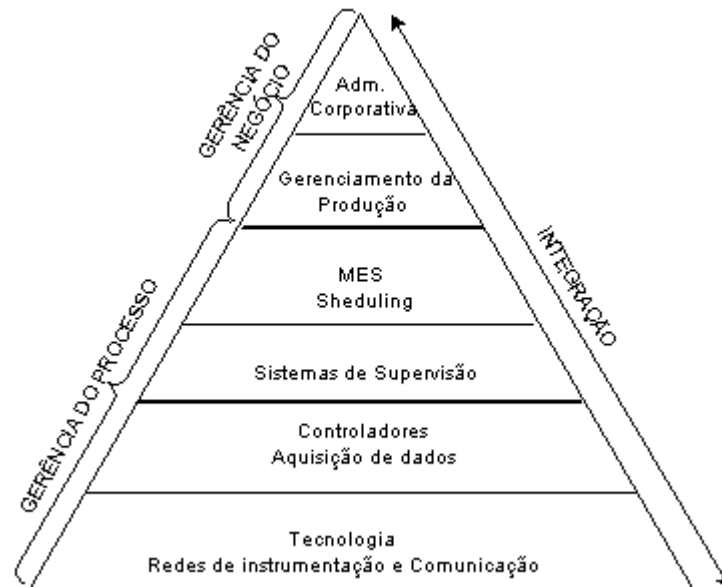 GERÊNCIA DO
NEGÓCIO
Adm.
Corporativa
Gerenciamento da
Produção
MES
Sheduling
Sistemas de Supervisão
Controladores
Aquisição de dados
Tecnologia
Redes de instrumentação e Comunicação
GERÊNCIA DO PROCESSO
INTEGRAÇÃO